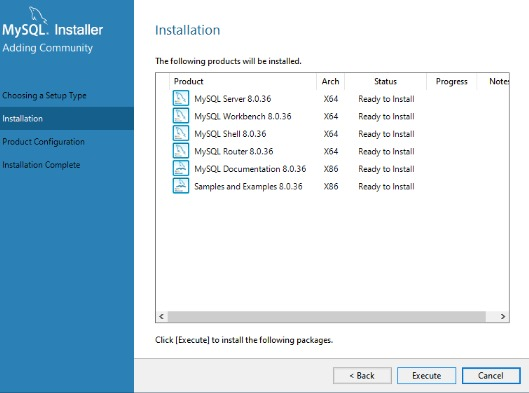 MySQL. Installer
Adding Community
Choosing a Setup Type
Installation
Product Configuration
Installation Complete
Installation
The following products will be installed.
Product Arch Status Progress Notes
MySQL Server 8.0.36 X64 Ready to Install
MySQL Workbench 8.0.36 X64 Ready to Install
MySQL Shell 8.0.36 X64 Ready to Install
MySQL Router 8.0.36 X64 Ready to Install
MySQL Documentation 8.0.36 X86 Ready to Install
Samples and Examples 8.0.36 X86 Ready to Install
Click [Execute] to install the following packages.
< Back Execute Cancel